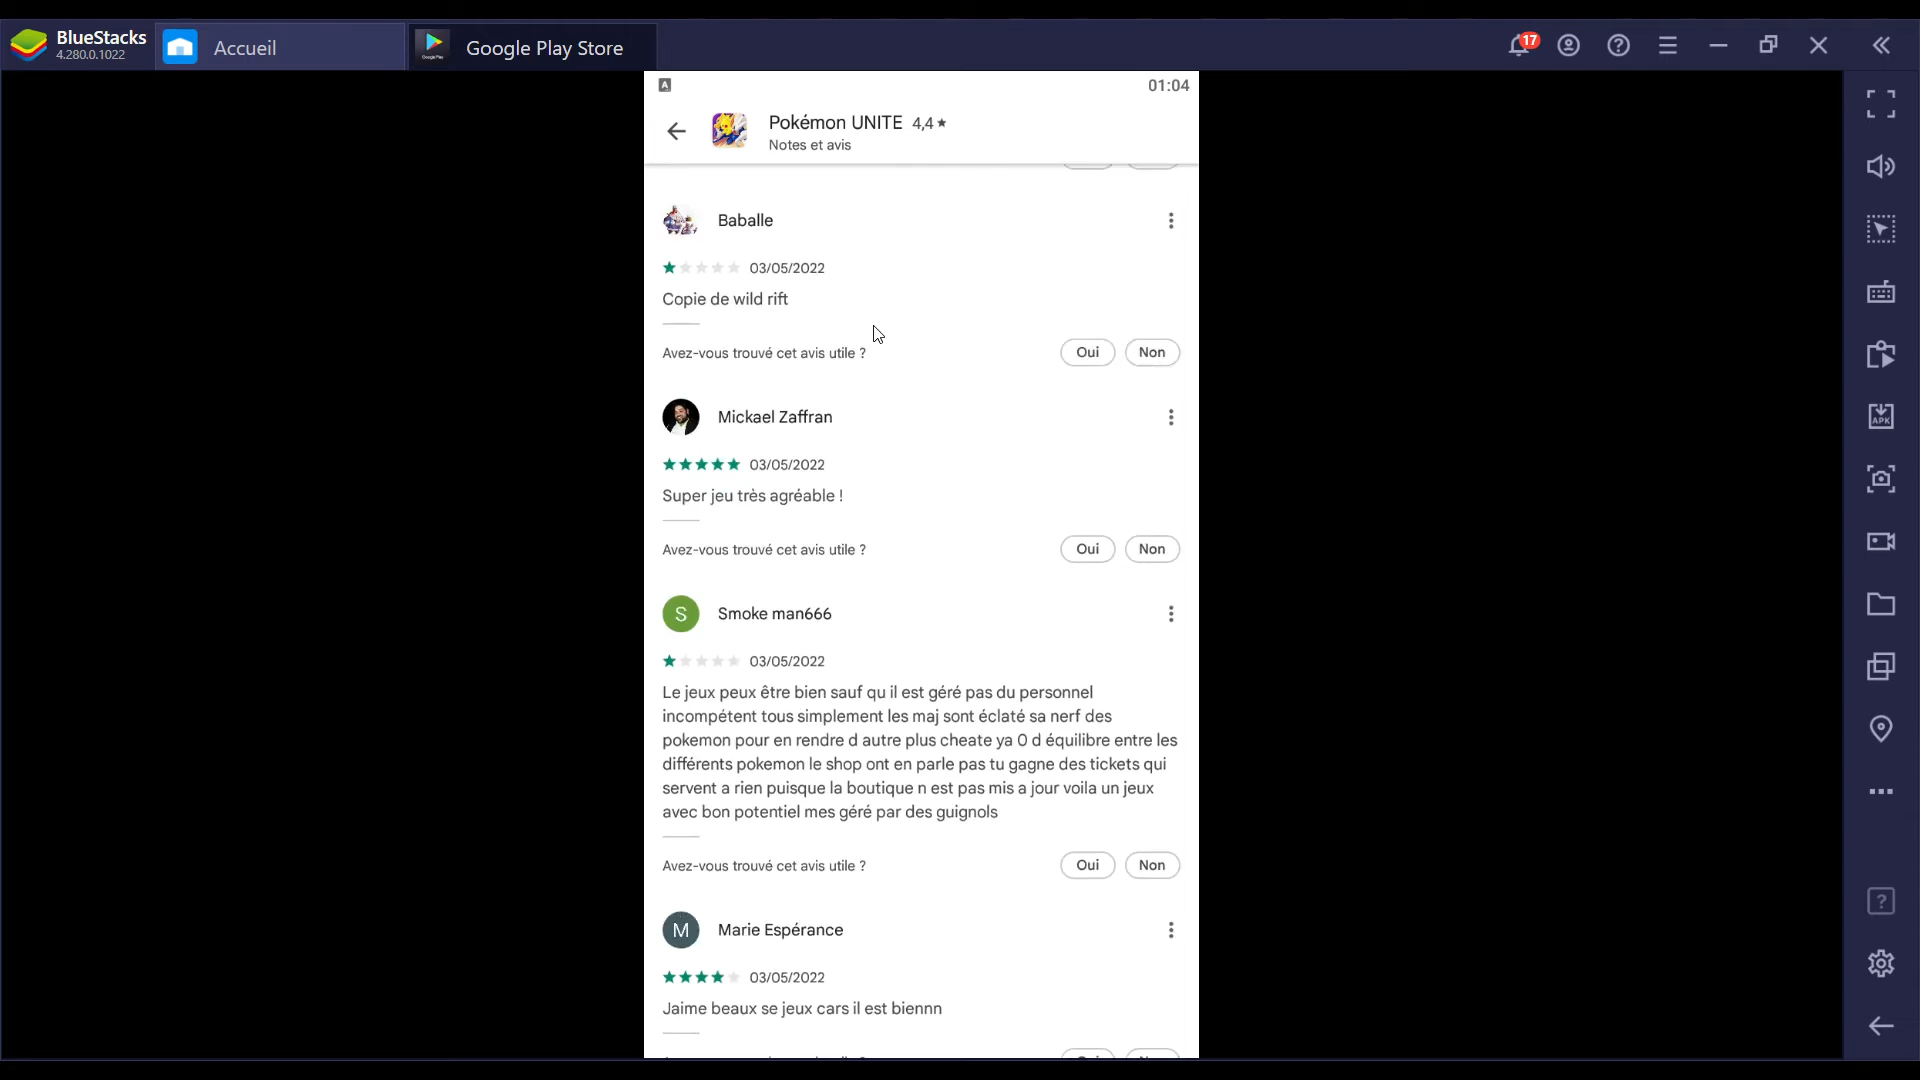 BlueStacks
4.280.0.1022
Accueil
Google Play Store
17
01:04
Pokémon UNITE 4,4★
Notes et avis
Baballe
03/05/2022
Copie de wild rift
Avez-vous trouvé cet avis utile ?
Oui
Non
Mickael Zaffran
03/05/2022
Super jeu très agréable !
Avez-vous trouvé cet avis utile ?
Oui
Non
S
Smoke man666
03/05/2022
Le jeux peux être bien sauf qu il est géré pas du personnel
incompétent tous simplement les maj sont éclaté sa nerf des
pokemon pour en rendre d autre plus cheate ya 0 d équilibre entre les
différents pokemon le shop ont en parle pas tu gagne des tickets qui
servent a rien puisque la boutique n est pas mis a jour voila un jeux
avec bon potentiel mes géré par des guignols
Avez-vous trouvé cet avis utile ?
Oui
Non
M
Marie Espérance
03/05/2022
Jaime beaux se jeux cars il est biennn
APK